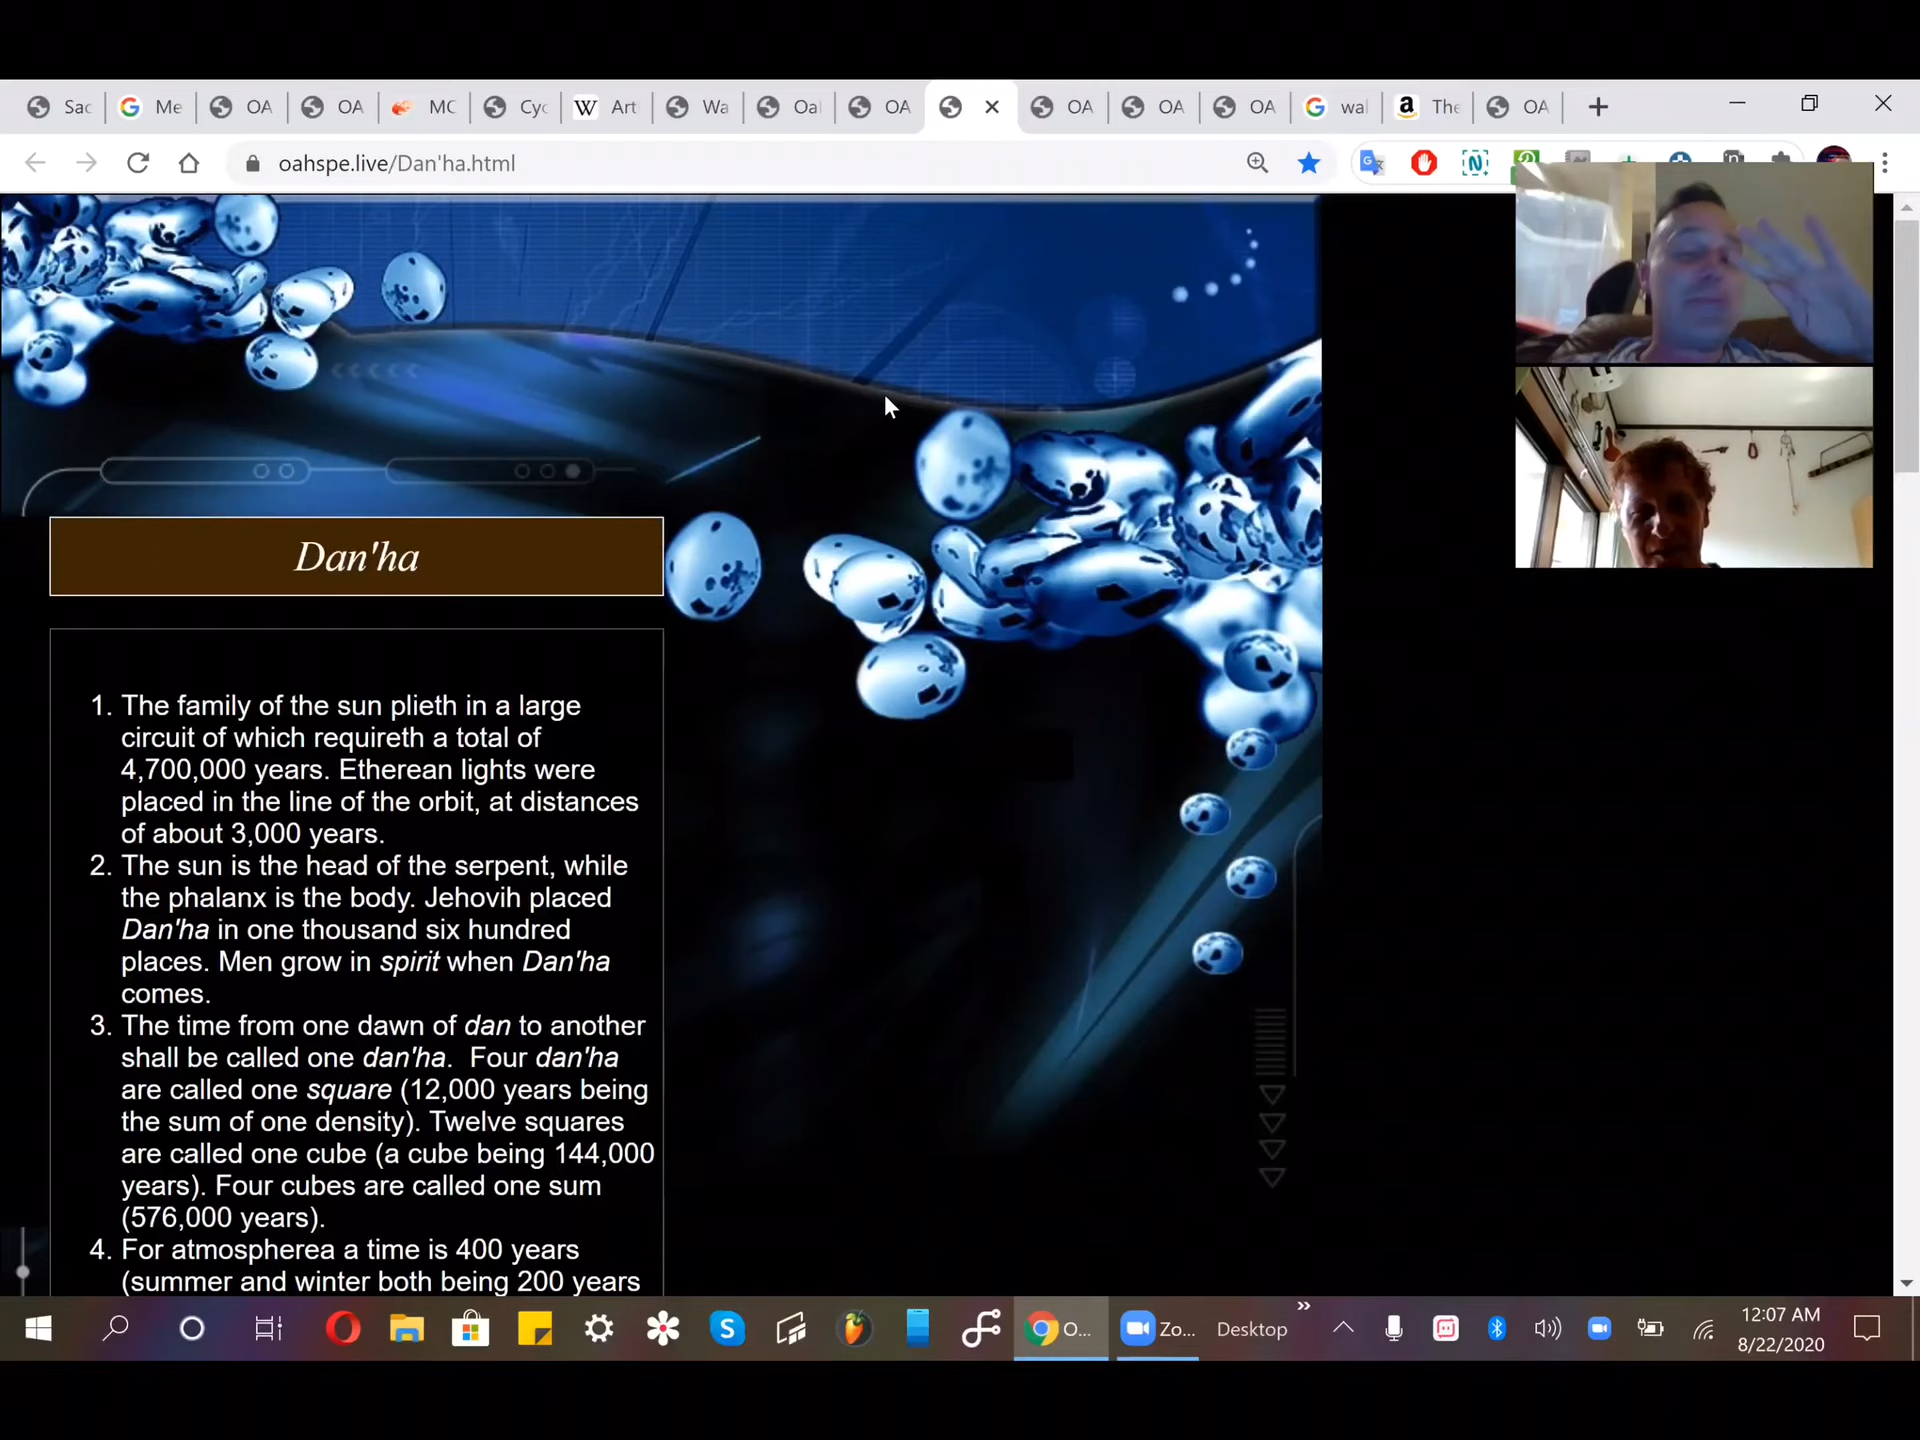 Sac
Me
OA
OA
MC
Cyc
Art
Wa
Oal
OA
OA
OA
OA
wal
The
OA
oahspe.live/Dan'ha.html
Dan'ha
1. The family of the sun plieth in a large
circuit of which requireth a total of
4,700,000 years. Etherean lights were
placed in the line of the orbit, at distances
of about 3,000 years.
2. The sun is the head of the serpent, while
the phalanx is the body. Jehovih placed
Dan'ha in one thousand six hundred
places. Men grow in spirit when Dan'ha
comes.
3. The time from one dawn of dan to another
shall be called one dan'ha. Four dan'ha
are called one square (12,000 years being
the sum of one density). Twelve squares
are called one cube (a cube being 144,000
years). Four cubes are called one sum
(576,000 years).
4. For atmospherea a time is 400 years
(summer and winter both being 200 years
O...
Zo...
Desktop
12:07 AM
8/22/2020